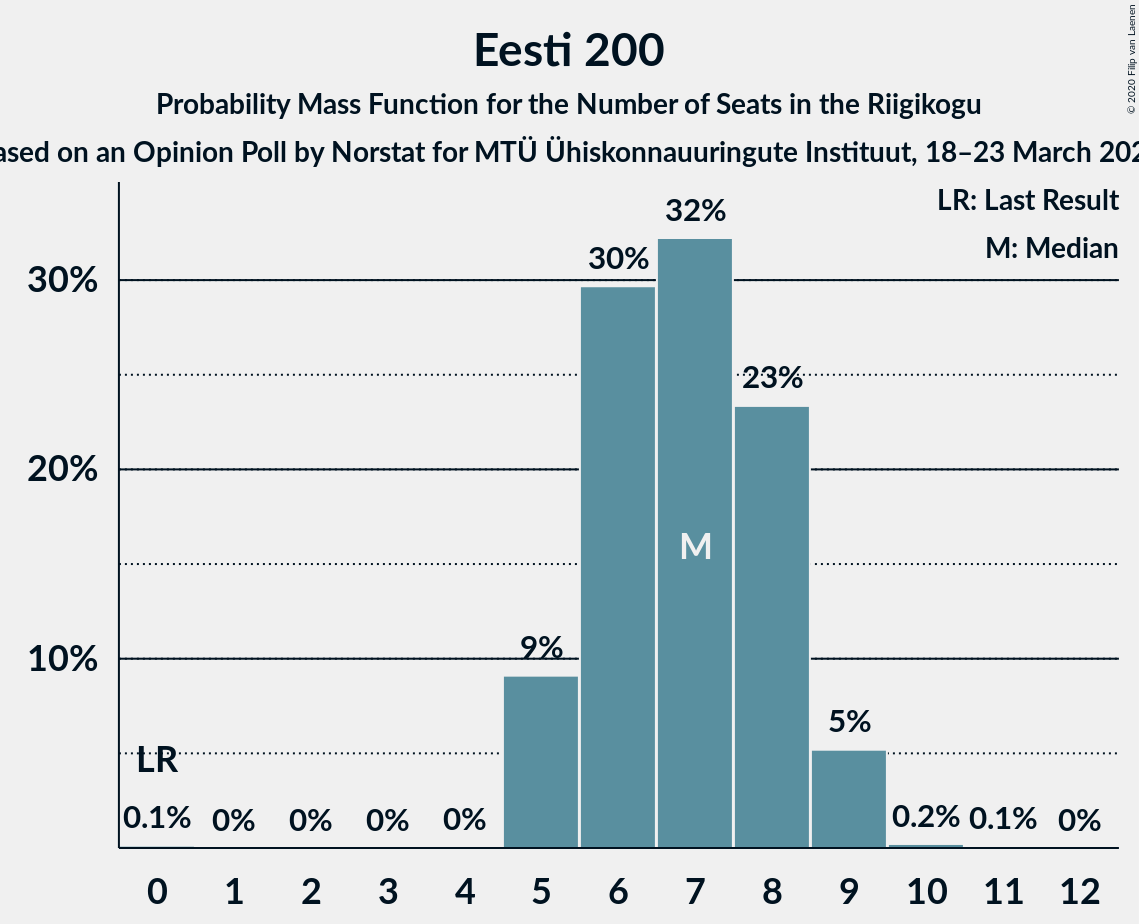 Eesti 200
Probability Mass Function for the Number of Seats in the Riigikogu
ased on an Opinion Poll by Norstat for MTÜ Ühiskonnauuringute Instituut, 18–23 March 202
© 2020 Filip van Laenen
LR: Last Result
M: Median
32%
30%
30%
23%
20%
M
10%
9%
5%
LR
0.1% 0% 0% 0% 0% 0.2% 0.1% 0%
0 1 2 3 4 5 6 7 8 9 10 11 12